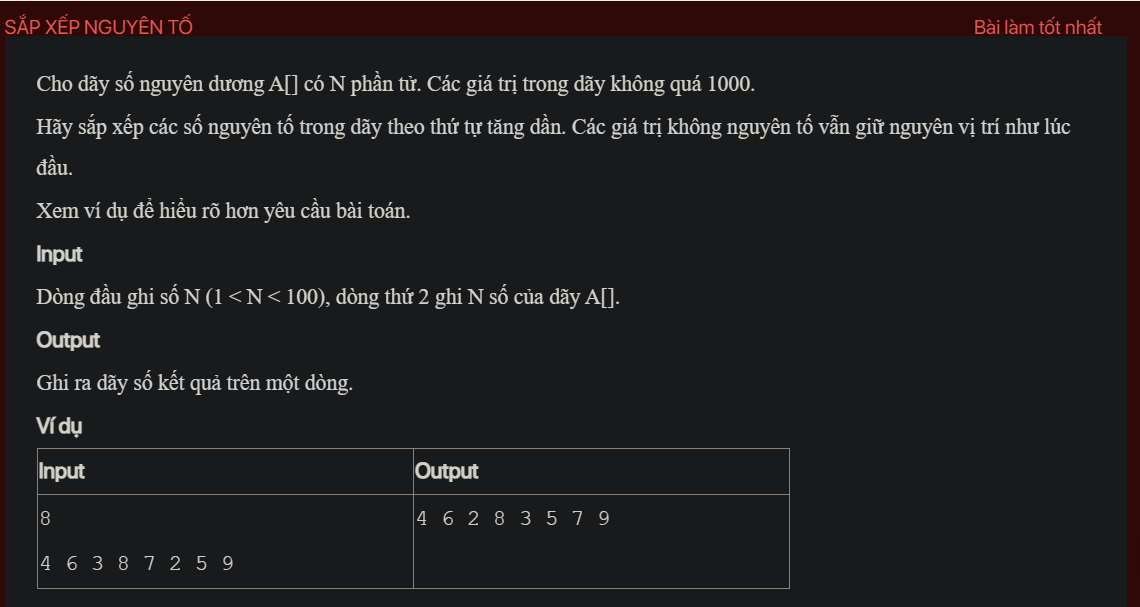 SẮP XẾP NGUYÊN TỐ
Bài làm tốt nhất
Cho dãy số nguyên dương A[] có N phần tử. Các giá trị trong dãy không quá 1000.
Hãy sắp xếp các số nguyên tố trong dãy theo thứ tự tăng dần. Các giá trị không nguyên tố vẫn giữ nguyên vị trí như lúc
đầu.
Xem ví dụ để hiểu rõ hơn yêu cầu bài toán.
Input
Dòng đầu ghi số N (1 < N < 100), dòng thứ 2 ghi N số của dãy A[].
Output
Ghi ra dãy số kết quả trên một dòng.
Ví dụ
Input
Output
8
4 6 3 8 7 2 5 9
4 6 2 8 3 5 7 9